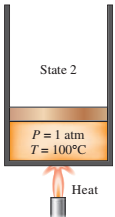 State 2
P = 1 atm
T = 100°C
Heat